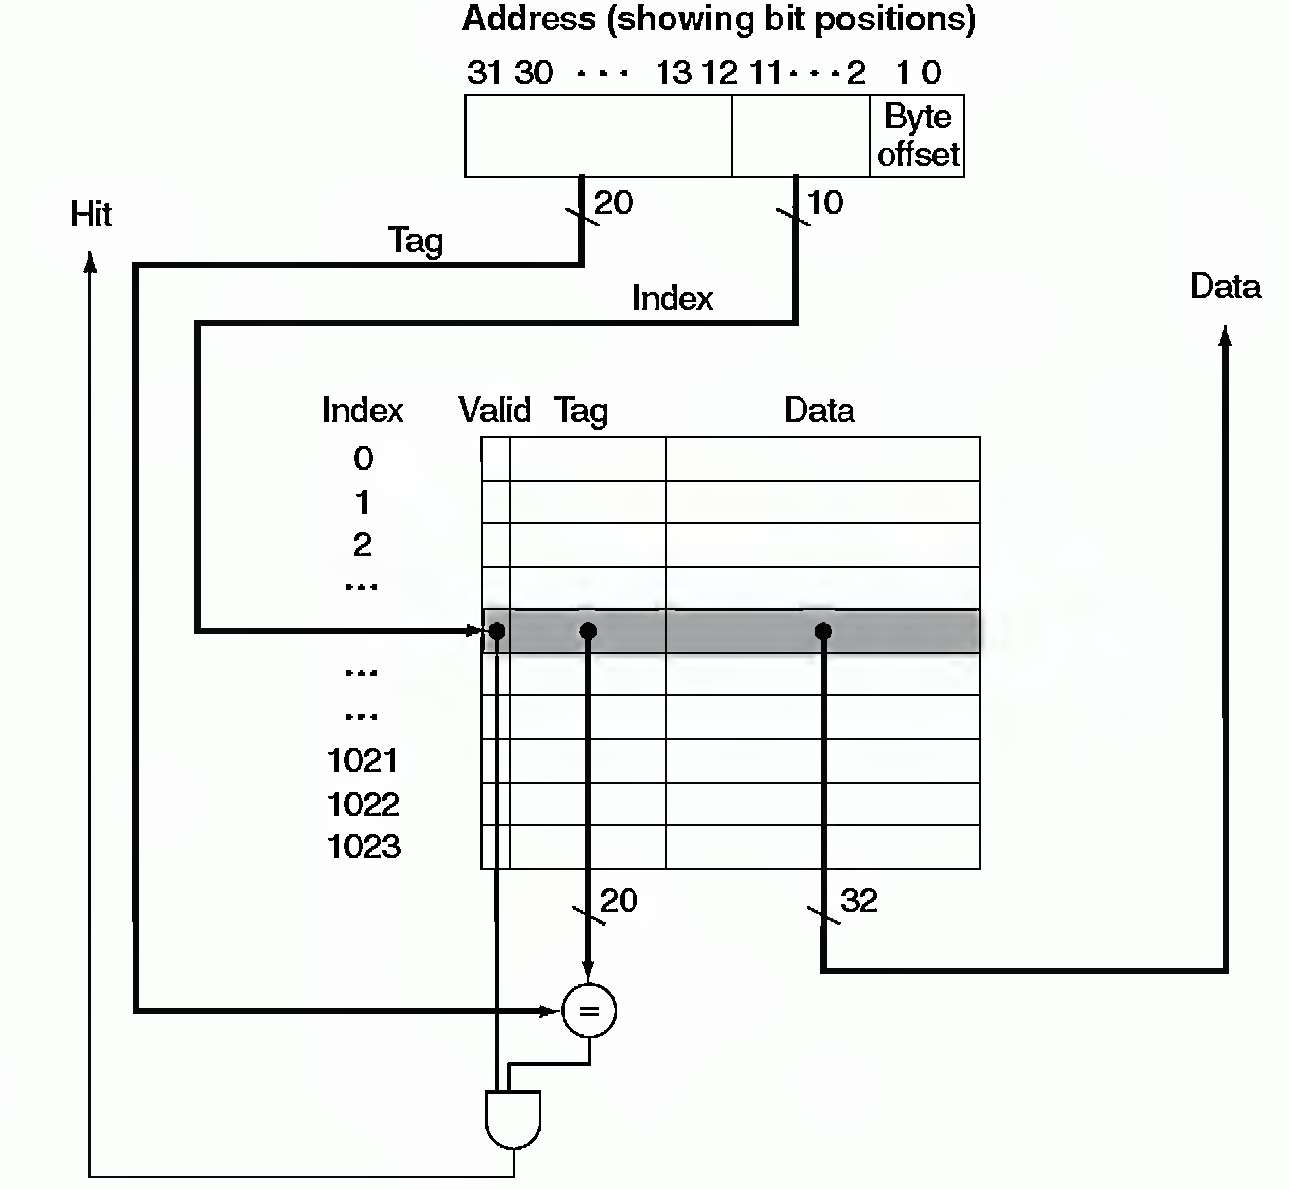 Address (showing bit positions)
31 30 ··· 13 12 11 ··· 2 1 0
Byte
offset
20 10
Hit
Tag
Data
Index
Index Valid Tag Data
0
1
2
...
...
...
1021
1022
1023
20 32
=